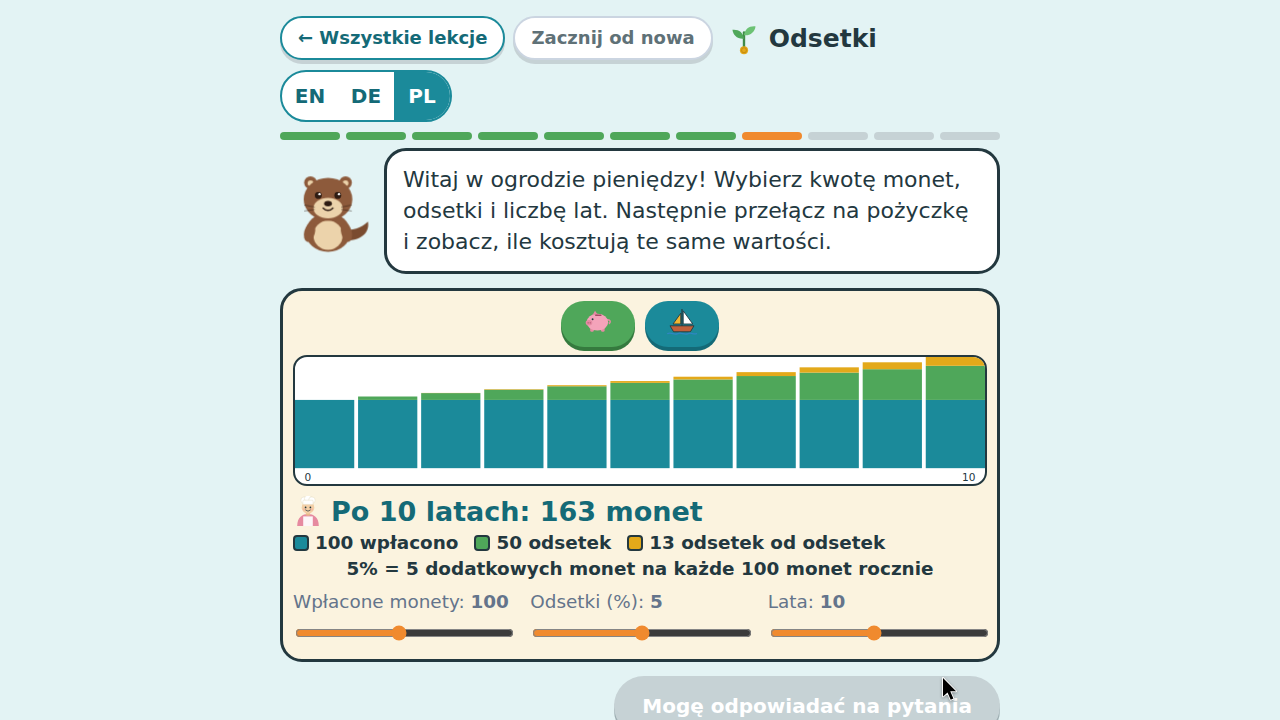 ← Wszystkie lekcje
Zacznij od nowa
Odsetki
EN DE PL
Witaj w ogrodzie pieniędzy! Wybierz kwotę monet,
odsetki i liczbę lat. Następnie przełącz na pożyczkę
i zobacz, ile kosztują te same wartości.
0 10
Po 10 latach: 163 monet
100 wpłacono 50 odsetek 13 odsetek od odsetek
5% = 5 dodatkowych monet na każde 100 monet rocznie
Wpłacone monety: 100 Odsetki (%): 5 Lata: 10
Mogę odpowiadać na pytania